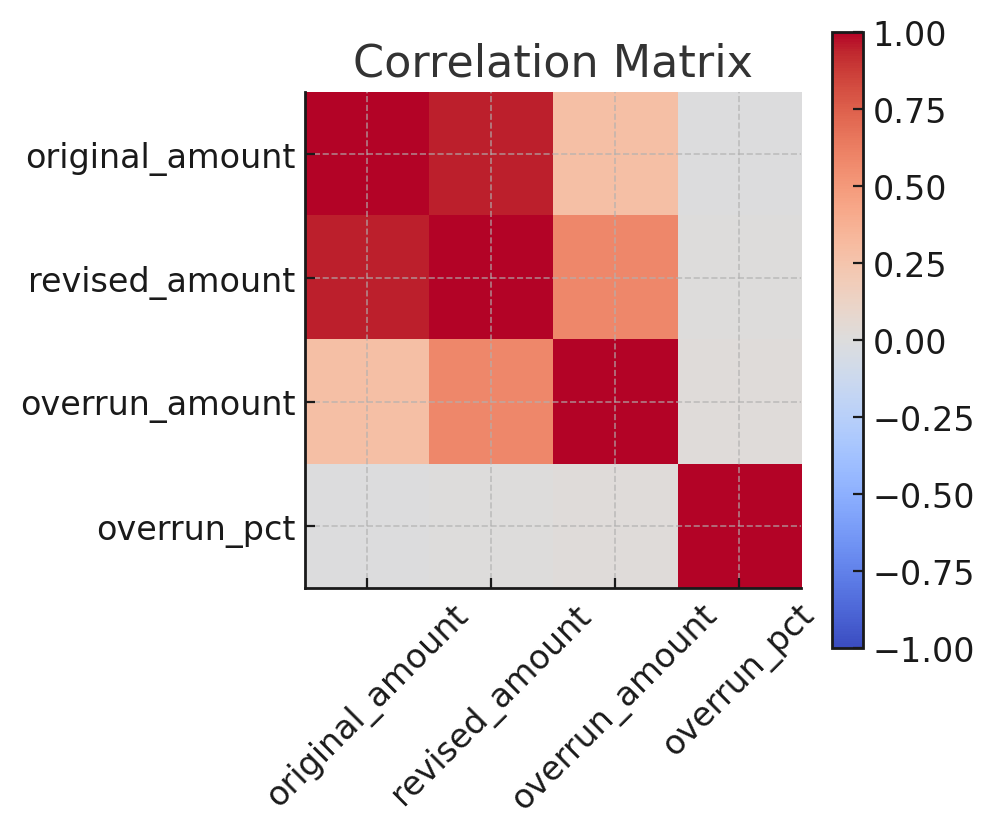 Correlation Matrix
original_amount
revised_amount
overrun_amount
overrun_pct
original_amount
revised_amount
overrun_amount
overrun_pct
1.00
0.75
0.50
0.25
0.00
−0.25
−0.50
−0.75
−1.00